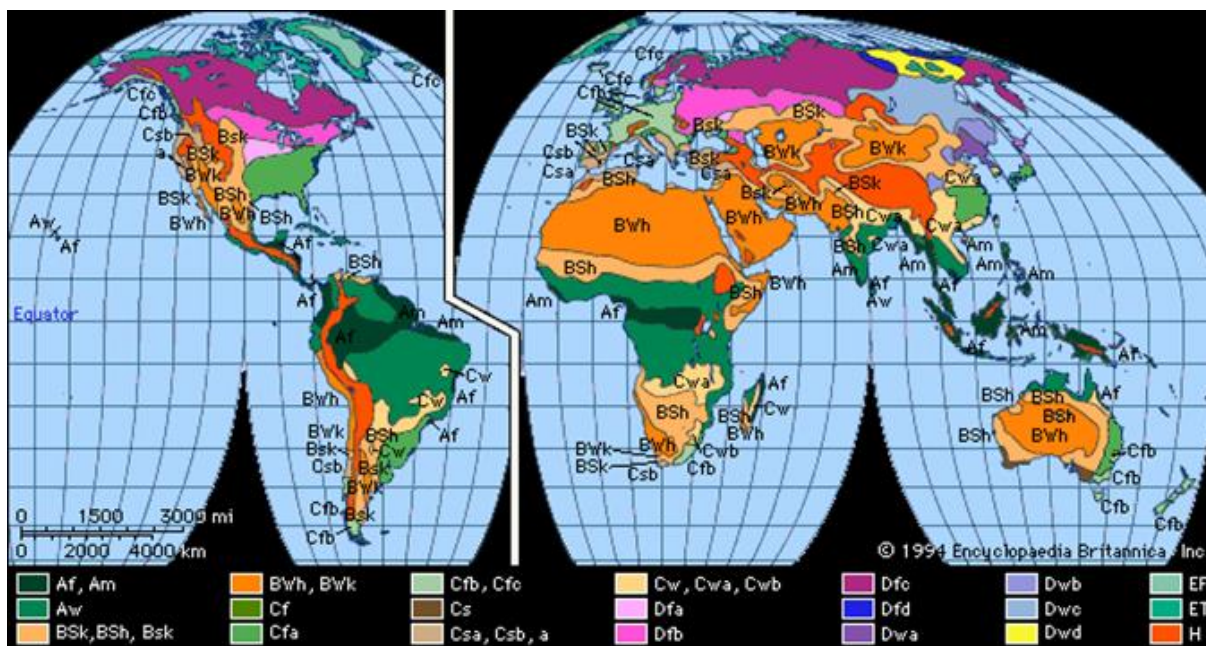 Cfc
Cfc
Cfb
Csb
a
Bsk
BSk
BWk
BSk
BSh
BWh
BWh
BSh
Aw
Af
Af
BSh
Af
Am
Af
Equator
Cw
BWh
Cw
Af
Af
BWk
BSh
Bsk
Cw
Csb
Bsk
BWk
Cfb
Bsk
Cfb
0 1500 3000 mi
0 2000 4000 km
Cfc
Cfc
Cfb
BSk
BSk
Bsk
Csb
Csa
Csa
Bsk
Csa
BSh
BWk
BWk
Bsk
BSk
BWh
BWh
BWh
BSh
Cwa
Cwa
Cwa
BSh
Cwa
Am
BSh
BWh
BSh
Am
Am
Af
Aw
Am
Am
Af
Am
Af
Am
Af
Af
Cwa
Af
Cw
BSh
BSh
BWh
BWh
BWk
BSk
Csb
Cwb
Cfb
Af
BSh
BSh
BSh
BSh
BWh
Cfb
Cfb
Cfb
Cfb
© 1994 Encyclopaedia Britannica, Inc
Af, Am
BWh, BWk
Cfb, Cfc
Cw, Cwa, Cwb
Dfc
Dwb
EF
Aw
Cf
Cs
Dfa
Dfd
Dwc
ET
BSk,BSh, Bsk
Cfa
Csa, Csb, a
Dfb
Dwa
Dwd
H